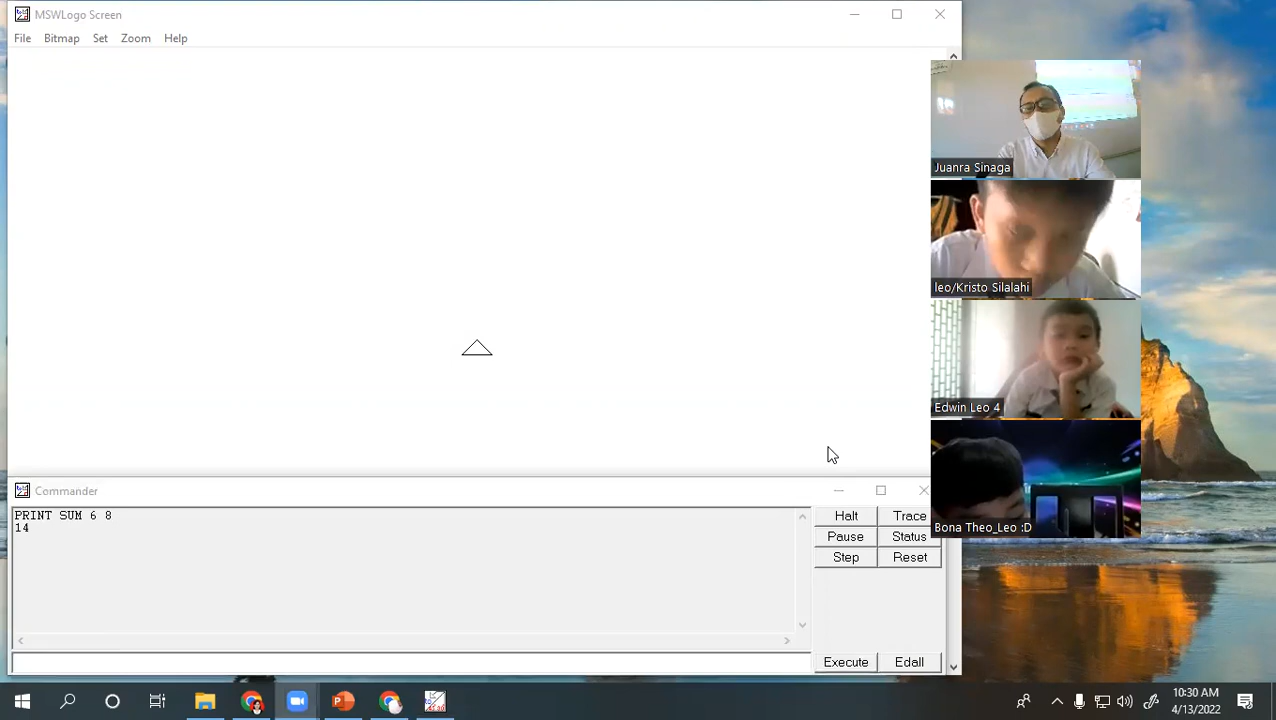 MSWLogo Screen
File Bitmap Set Zoom Help
Juanra Sinaga
leo/Kristo Silalahi
Edwin Leo 4
Bona Theo_Leo :D
Commander
PRINT SUM 6 8
14
Halt Trace
Pause Status
Step Reset
Execute Edall
10:30 AM
4/13/2022